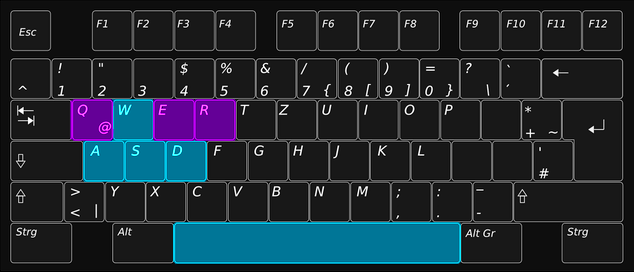 Esc F1 F2 F3 F4 F5 F6 F7 F8 F9 F10 F11 F12
! " $ % & / ( ) = ? `
^ 1 2 3 4 5 6 7 { 8 [ 9 ] 0 } \ ´
Q W E R T Z U I O P *
@ + ~
A S D F G H J K L '
#
> Y X C V B N M ; : _
< | , . -
Strg Alt Alt Gr Strg